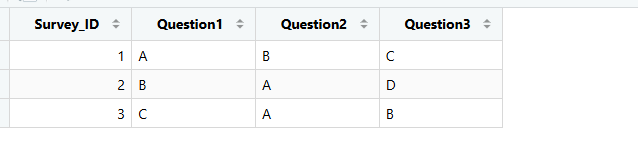 Survey_ID Question1 Question2 Question3
1 A B C
2 B A D
3 C A B